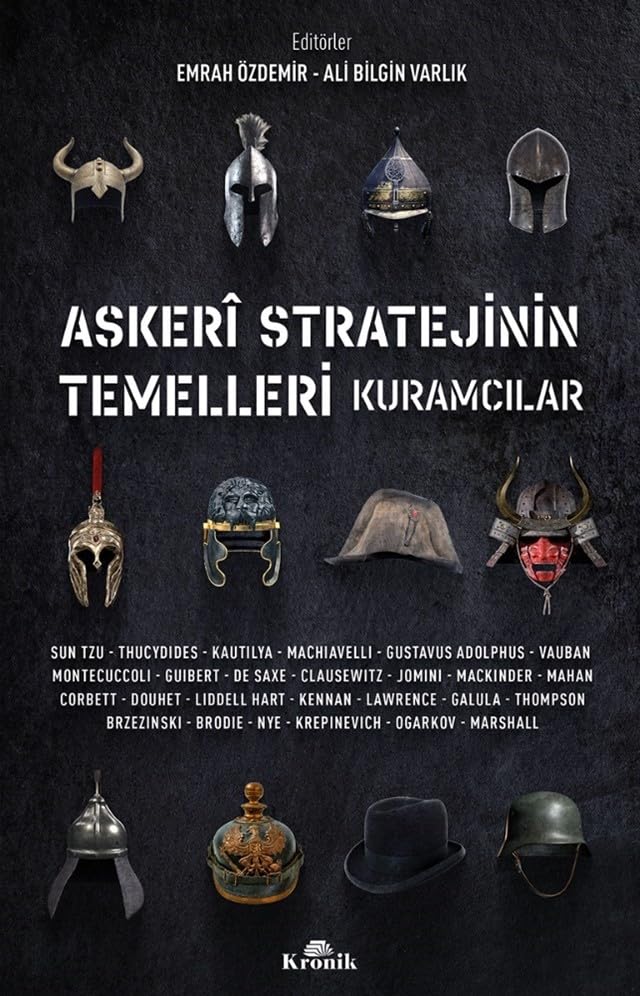 Editörler
EMRAH ÖZDEMİR - ALİ BİLGİN VARLIK
ASKERÎ STRATEJİNİN
TEMELLERİ KURAMCILAR
SUN TZU - THUCYDIDES - KAUTILYA - MACHIAVELLI - GUSTAVUS ADOLPHUS - VAUBAN
MONTECUCCOLI - GUIBERT - DE SAXE - CLAUSEWITZ - JOMINI - MACKINDER - MAHAN
CORBETT - DOUHET - LIDDELL HART - KENNAN - LAWRENCE - GALULA - THOMPSON
BRZEZINSKI - BRODIE - NYE - KREPINEVICH - OGARKOV - MARSHALL
Kronik